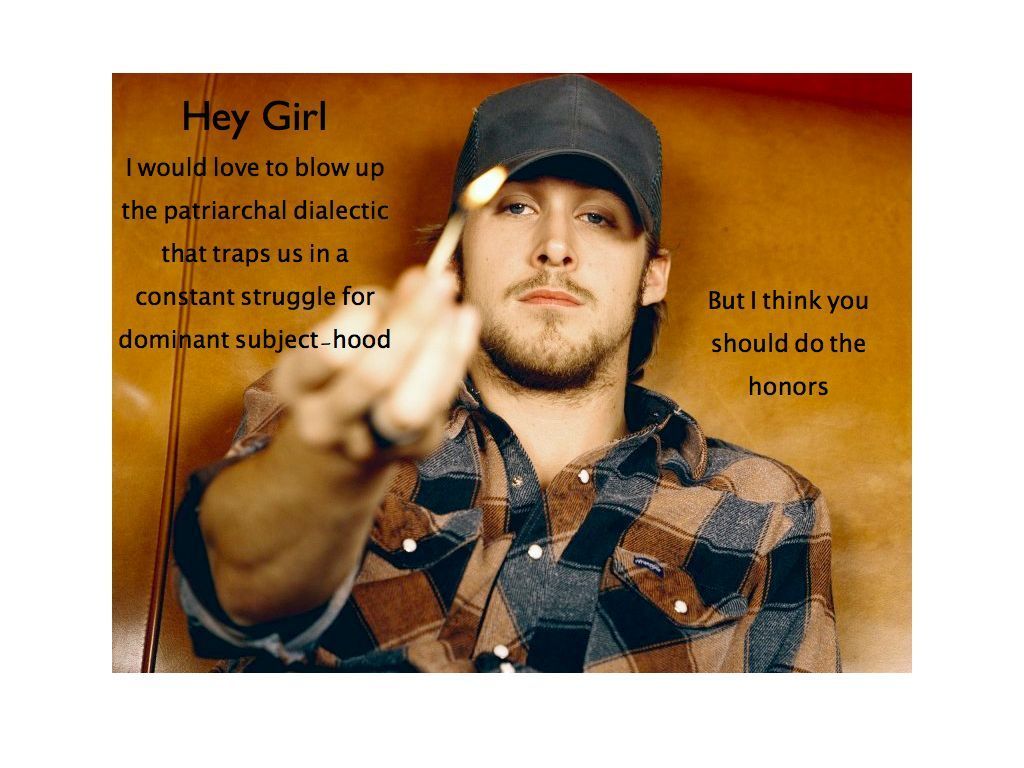 Hey Girl
I would love to blow up
the patriarchal dialectic
that traps us in a
constant struggle for
dominant subject-hood
But I think you
should do the
honors
Wrangler